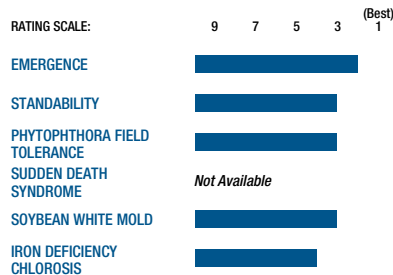 (Best)
RATING SCALE: 9 7 5 3 1
EMERGENCE
STANDABILITY
PHYTOPHTHORA FIELD
TOLERANCE
SUDDEN DEATH
SYNDROME
Not Available
SOYBEAN WHITE MOLD
IRON DEFICIENCY
CHLOROSIS